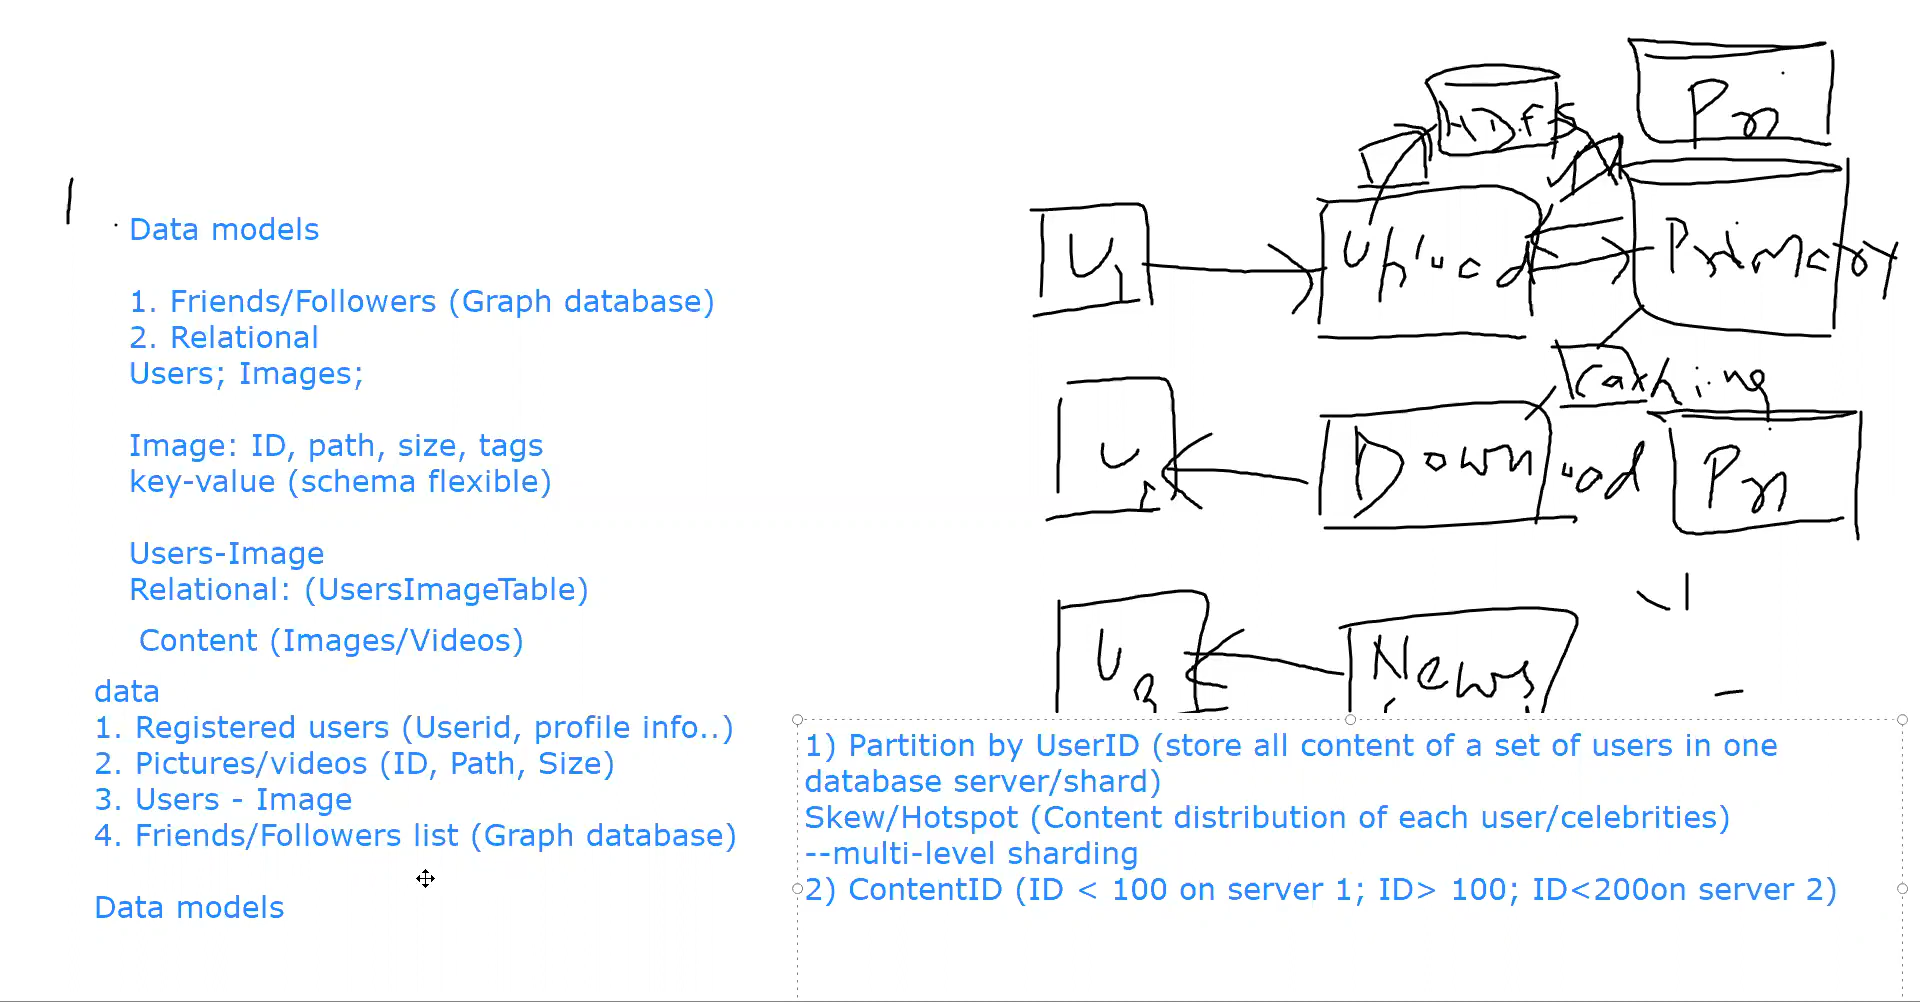 Data models
1. Friends/Followers (Graph database)
2. Relational
Users; Images;
Image: ID, path, size, tags
key-value (schema flexible)
Users-Image
Relational: (UsersImageTable)
Content (Images/Videos)
data
1. Registered users (Userid, profile info..)
2. Pictures/videos (ID, Path, Size)
3. Users - Image
4. Friends/Followers list (Graph database)
Data models
HDFS
U1
Upload
Primary
Caching
U
Download
U
News
1) Partition by UserID (store all content of a set of users in one
database server/shard)
Skew/Hotspot (Content distribution of each user/celebrities)
--multi-level sharding
2) ContentID (ID < 100 on server 1; ID> 100; ID<200on server 2)